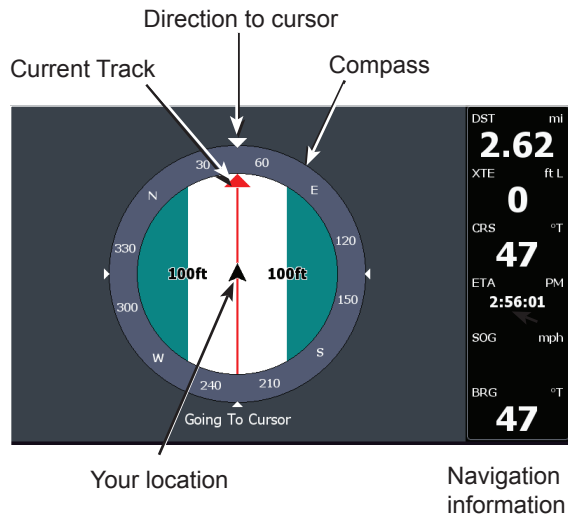 Direction to cursor
Current Track
Compass
DST mi
2.62
XTE ft L
0
CRS °T
47
ETA PM
2:56:01
SOG mph
BRG °T
47
30 60
N E
330 120
100ft 100ft
300 150
W S
240 210
Going To Cursor
Your location
Navigation
information